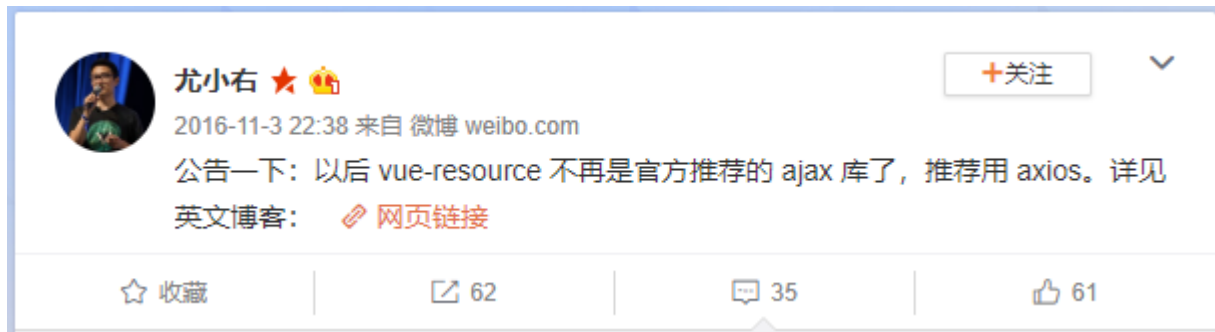 尤小右
+关注
2016-11-3 22:38 来自 微博 weibo.com
公告一下：以后 vue-resource 不再是官方推荐的 ajax 库了，推荐用 axios。详见
英文博客： 网页链接
收藏 62 35 61